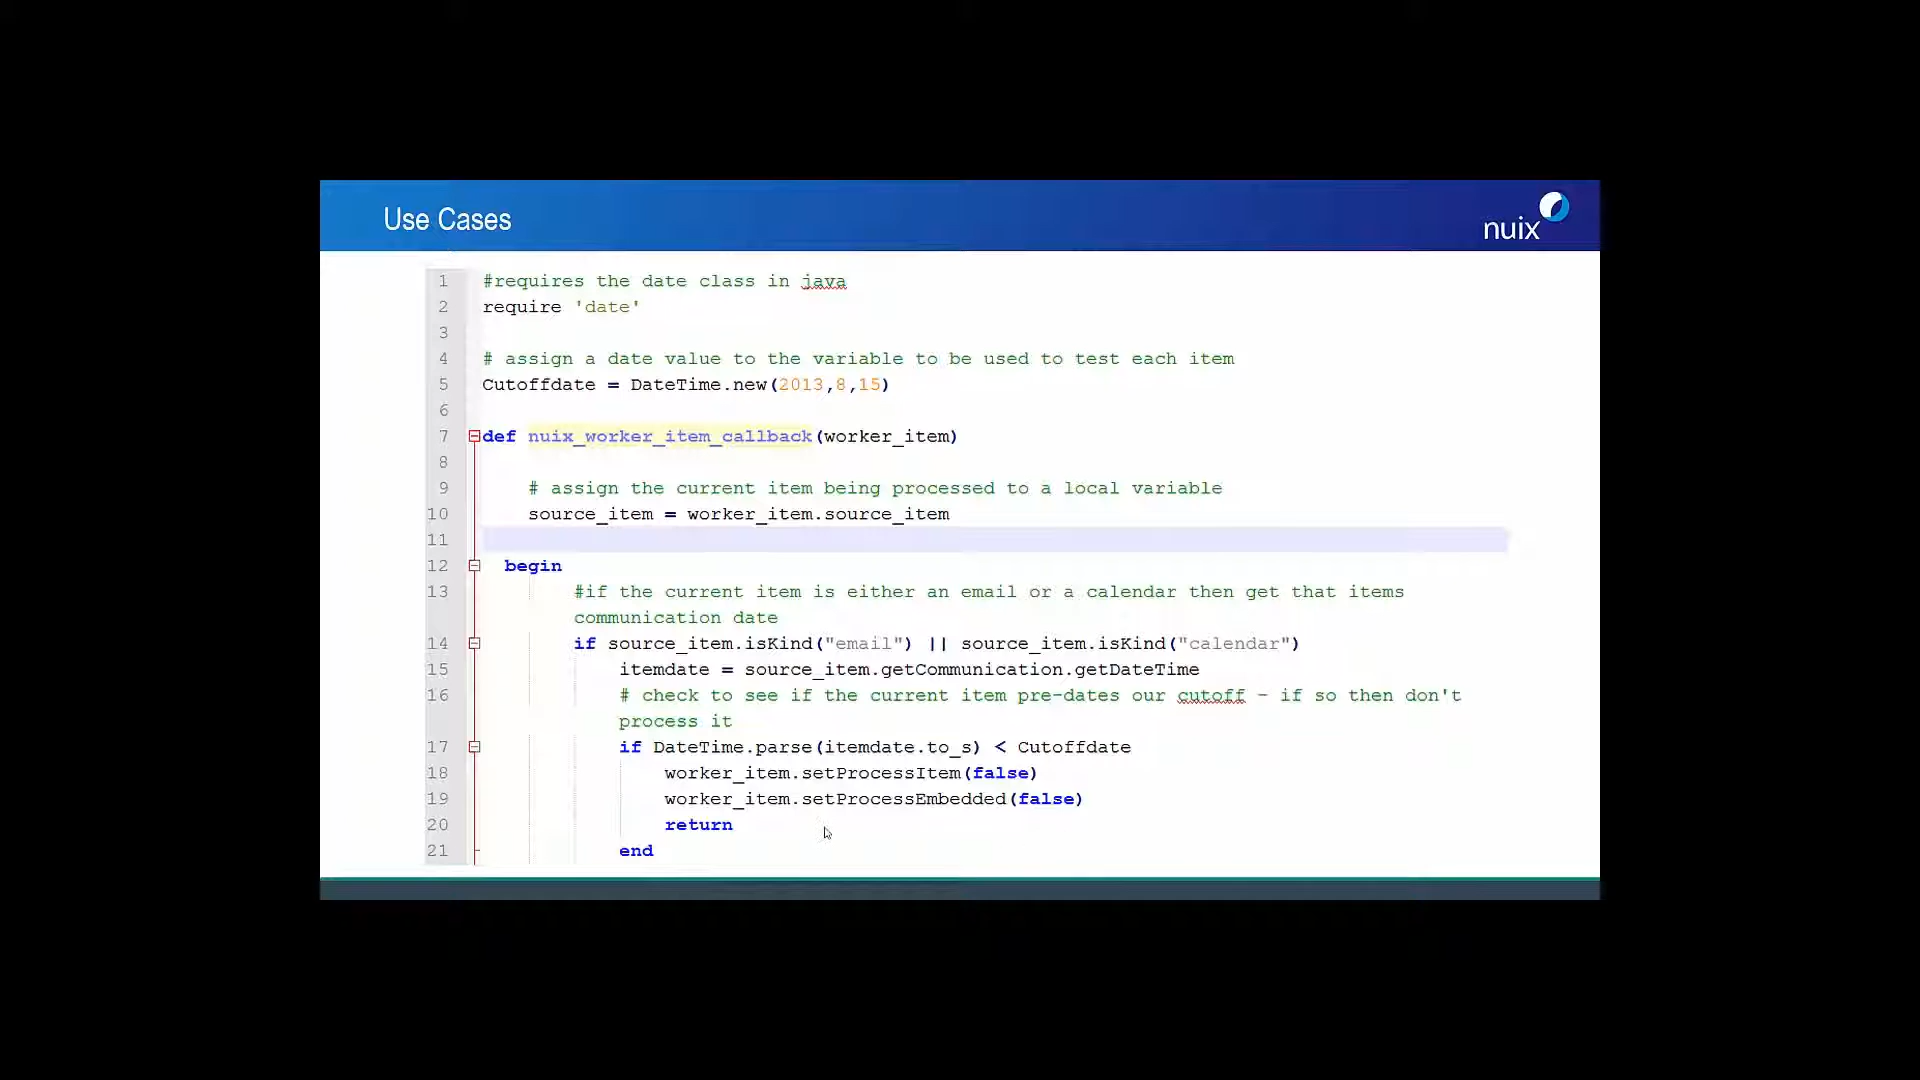 Use Cases
nuix
1 #requires the date class in java
2 require 'date'
3
4 # assign a date value to the variable to be used to test each item
5 Cutoffdate = DateTime.new(2013,8,15)
6
7 def nuix_worker_item_callback(worker_item)
8
9 # assign the current item being processed to a local variable
10 source_item = worker_item.source_item
11
12 begin
13 #if the current item is either an email or a calendar then get that items
communication date
14 if source_item.isKind("email") || source_item.isKind("calendar")
15 itemdate = source_item.getCommunication.getDateTime
16 # check to see if the current item pre-dates our cutoff - if so then don't
process it
17 if DateTime.parse(itemdate.to_s) < Cutoffdate
18 worker_item.setProcessItem(false)
19 worker_item.setProcessEmbedded(false)
20 return
21 end